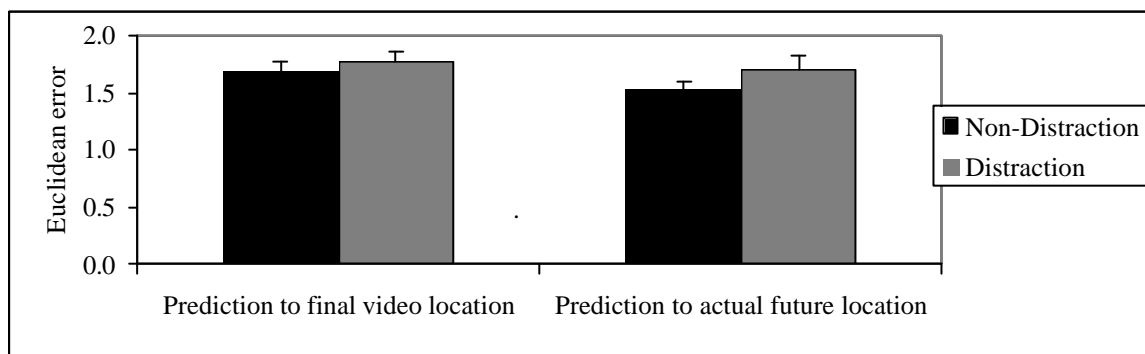 2.0
1.5
1.0
0.5
0.0
Euclidean error
Prediction to final video location
Prediction to actual future location
Non-Distraction
Distraction